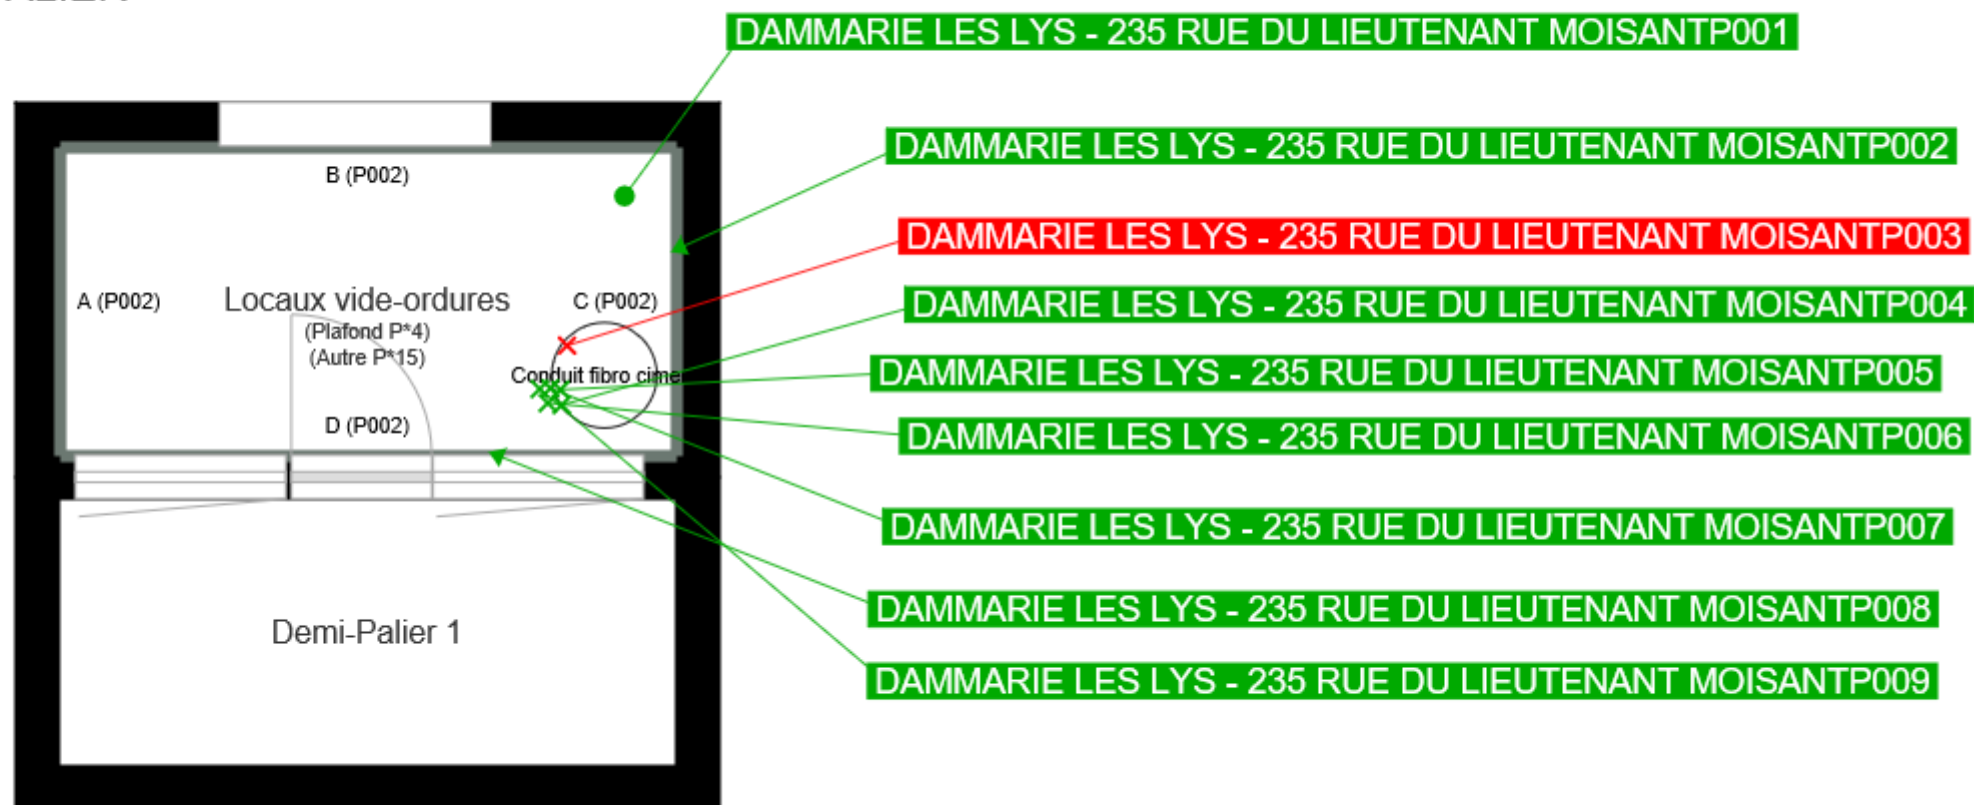 DAMMARIE LES LYS - 235 RUE DU LIEUTENANT MOISANTP001
DAMMARIE LES LYS - 235 RUE DU LIEUTENANT MOISANTP002
B (P002)
DAMMARIE LES LYS - 235 RUE DU LIEUTENANT MOISANTP003
A (P002)
Locaux vide-ordures
C (P002)
DAMMARIE LES LYS - 235 RUE DU LIEUTENANT MOISANTP004
(Plafond P*4)
(Autre P*15)
Conduit fibro cimen
DAMMARIE LES LYS - 235 RUE DU LIEUTENANT MOISANTP005
D (P002)
DAMMARIE LES LYS - 235 RUE DU LIEUTENANT MOISANTP006
DAMMARIE LES LYS - 235 RUE DU LIEUTENANT MOISANTP007
DAMMARIE LES LYS - 235 RUE DU LIEUTENANT MOISANTP008
Demi-Palier 1
DAMMARIE LES LYS - 235 RUE DU LIEUTENANT MOISANTP009